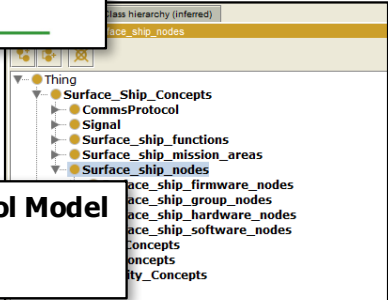 Class hierarchy (inferred)
face_ship_nodes
Thing
Surface_Ship_Concepts
CommsProtocol
Signal
Surface_ship_functions
Surface_ship_mission_areas
Surface_ship_nodes
ace_ship_firmware_nodes
ace_ship_group_nodes
ol Model
ace_ship_hardware_nodes
ace_ship_software_nodes
Concepts
oncepts
ity_Concepts